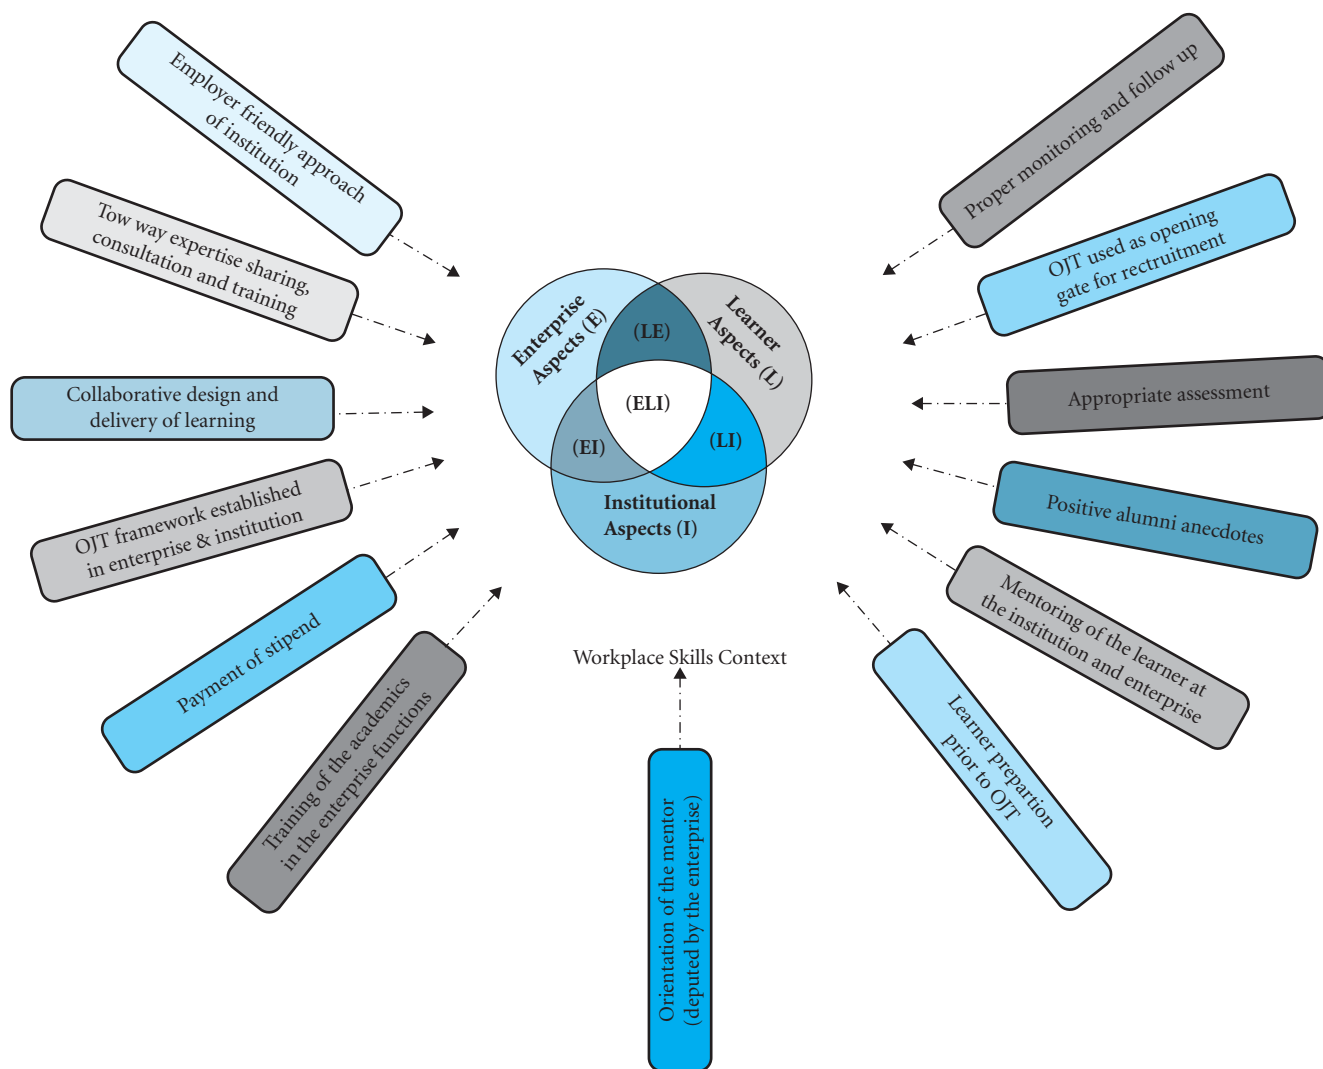 Employer friendly approach
of institution
Tow way expertise sharing,
consultation and training
Collaborative design and
delivery of learning
OJT framework established
in enterprise & institution
Payment of stipend
Training of the academics
in the enterprise functions
Enterprise
Aspects (E)
(LE)
Learner
Aspects (L)
(ELI)
(EI)
(LI)
Institutional
Aspects (I)
Workplace Skills Context
Orientation of the mentor
(deputed by the enterprise)
Proper monitoring and follow up
OJT used as opening
gate for rectruitment
Appropriate assessment
Positive alumni anecdotes
Mentoring of the learner at
the institution and enterprise
Learner prepartion
prior to OJT